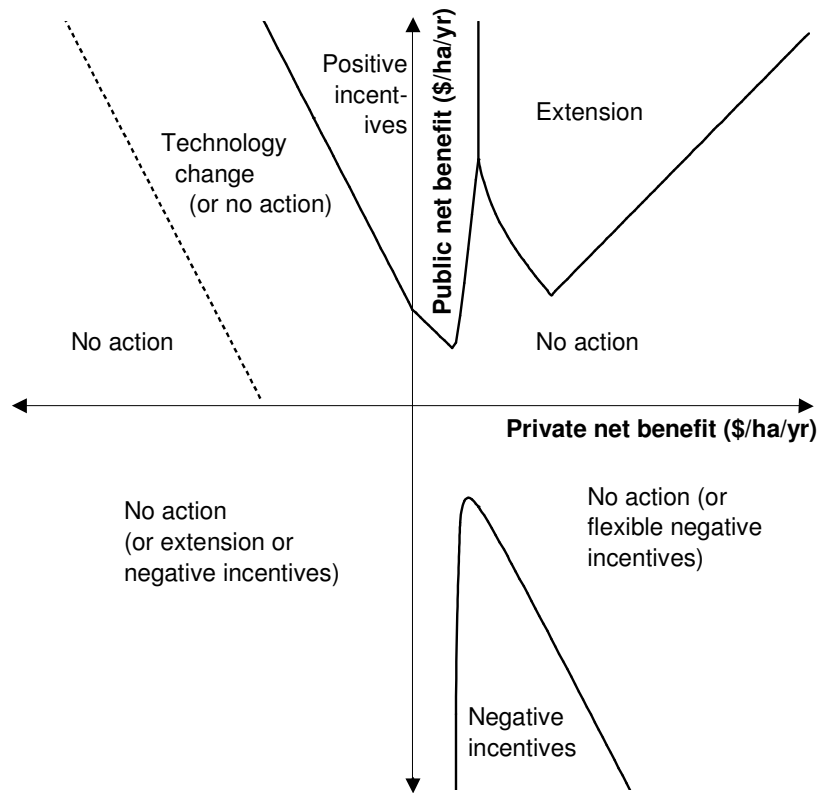 Positive
incent-
ives
Public net benefit ($/ha/yr)
Extension
Technology
change
(or no action)
No action
No action
Private net benefit ($/ha/yr)
No action
(or extension or
negative incentives)
No action (or
flexible negative
incentives)
Negative
incentives